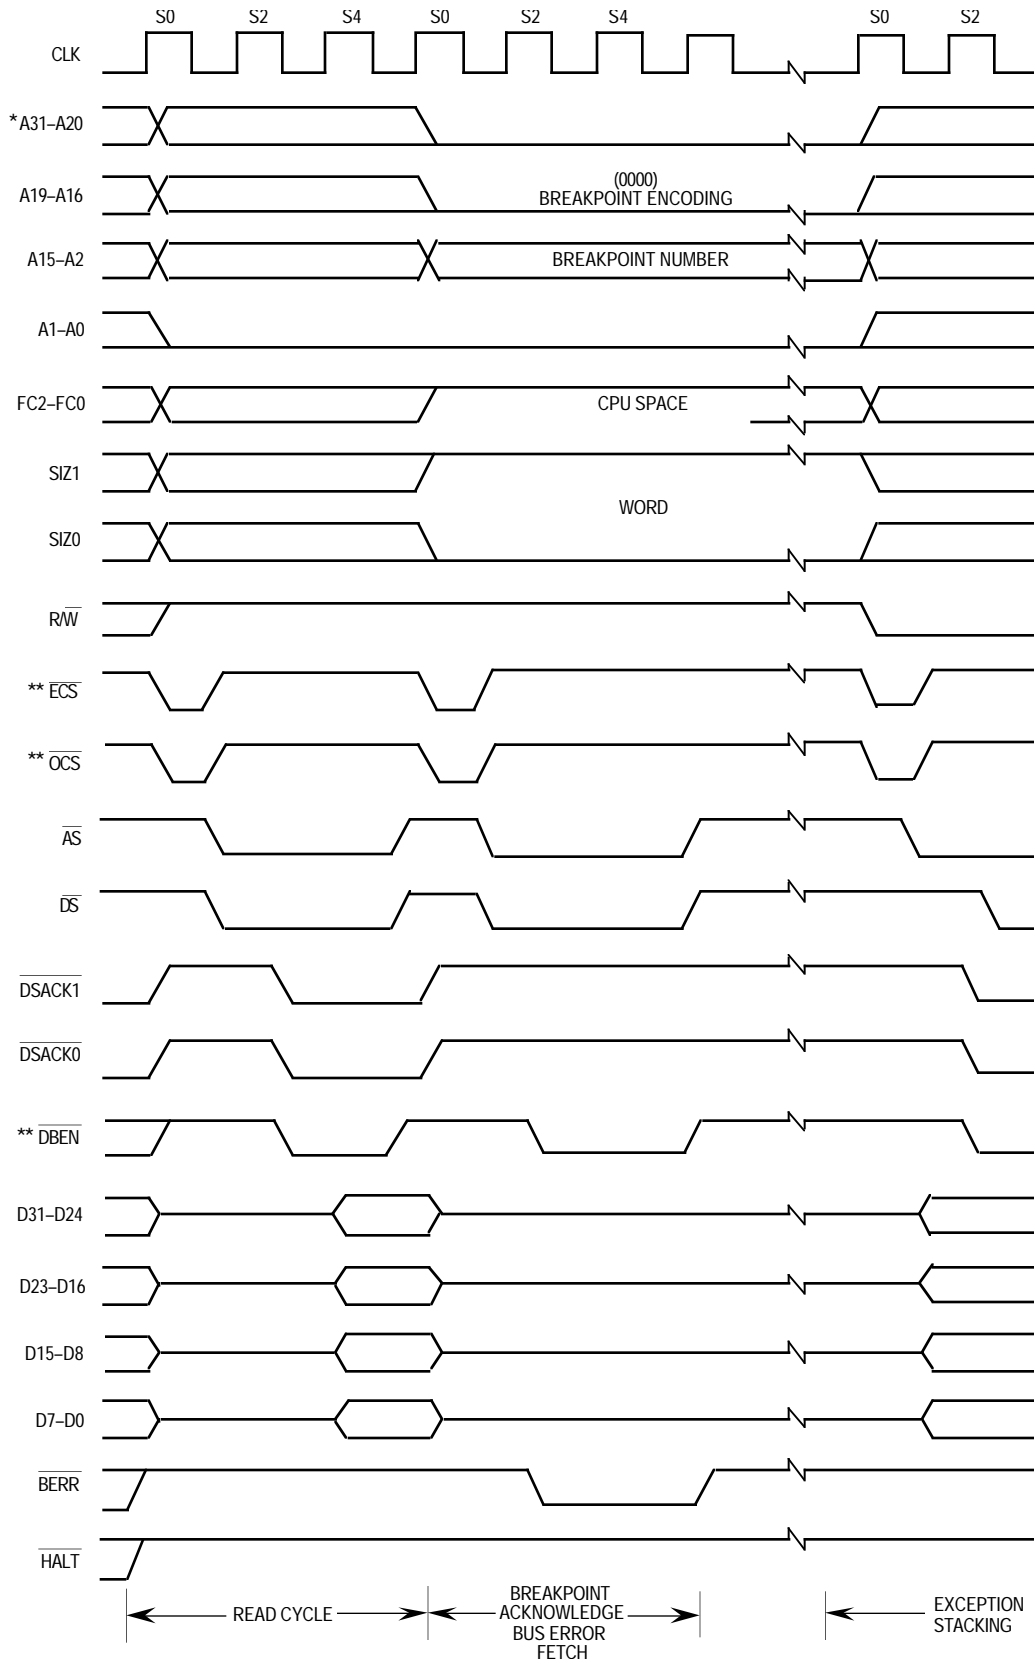 S0 S2 S4 S0 S2 S4 S0 S2
CLK
*A31–A20
A19–A16
(0000)
BREAKPOINT ENCODING
A15–A2
BREAKPOINT NUMBER
A1–A0
FC2–FC0
CPU SPACE
SIZ1
WORD
SIZ0
R/W
** ECS
** OCS
AS
DS
DSACK1
DSACK0
** DBEN
D31–D24
D23–D16
D15–D8
D7–D0
BERR
HALT
READ CYCLE
BREAKPOINT
ACKNOWLEDGE
BUS ERROR
FETCH
EXCEPTION
STACKING